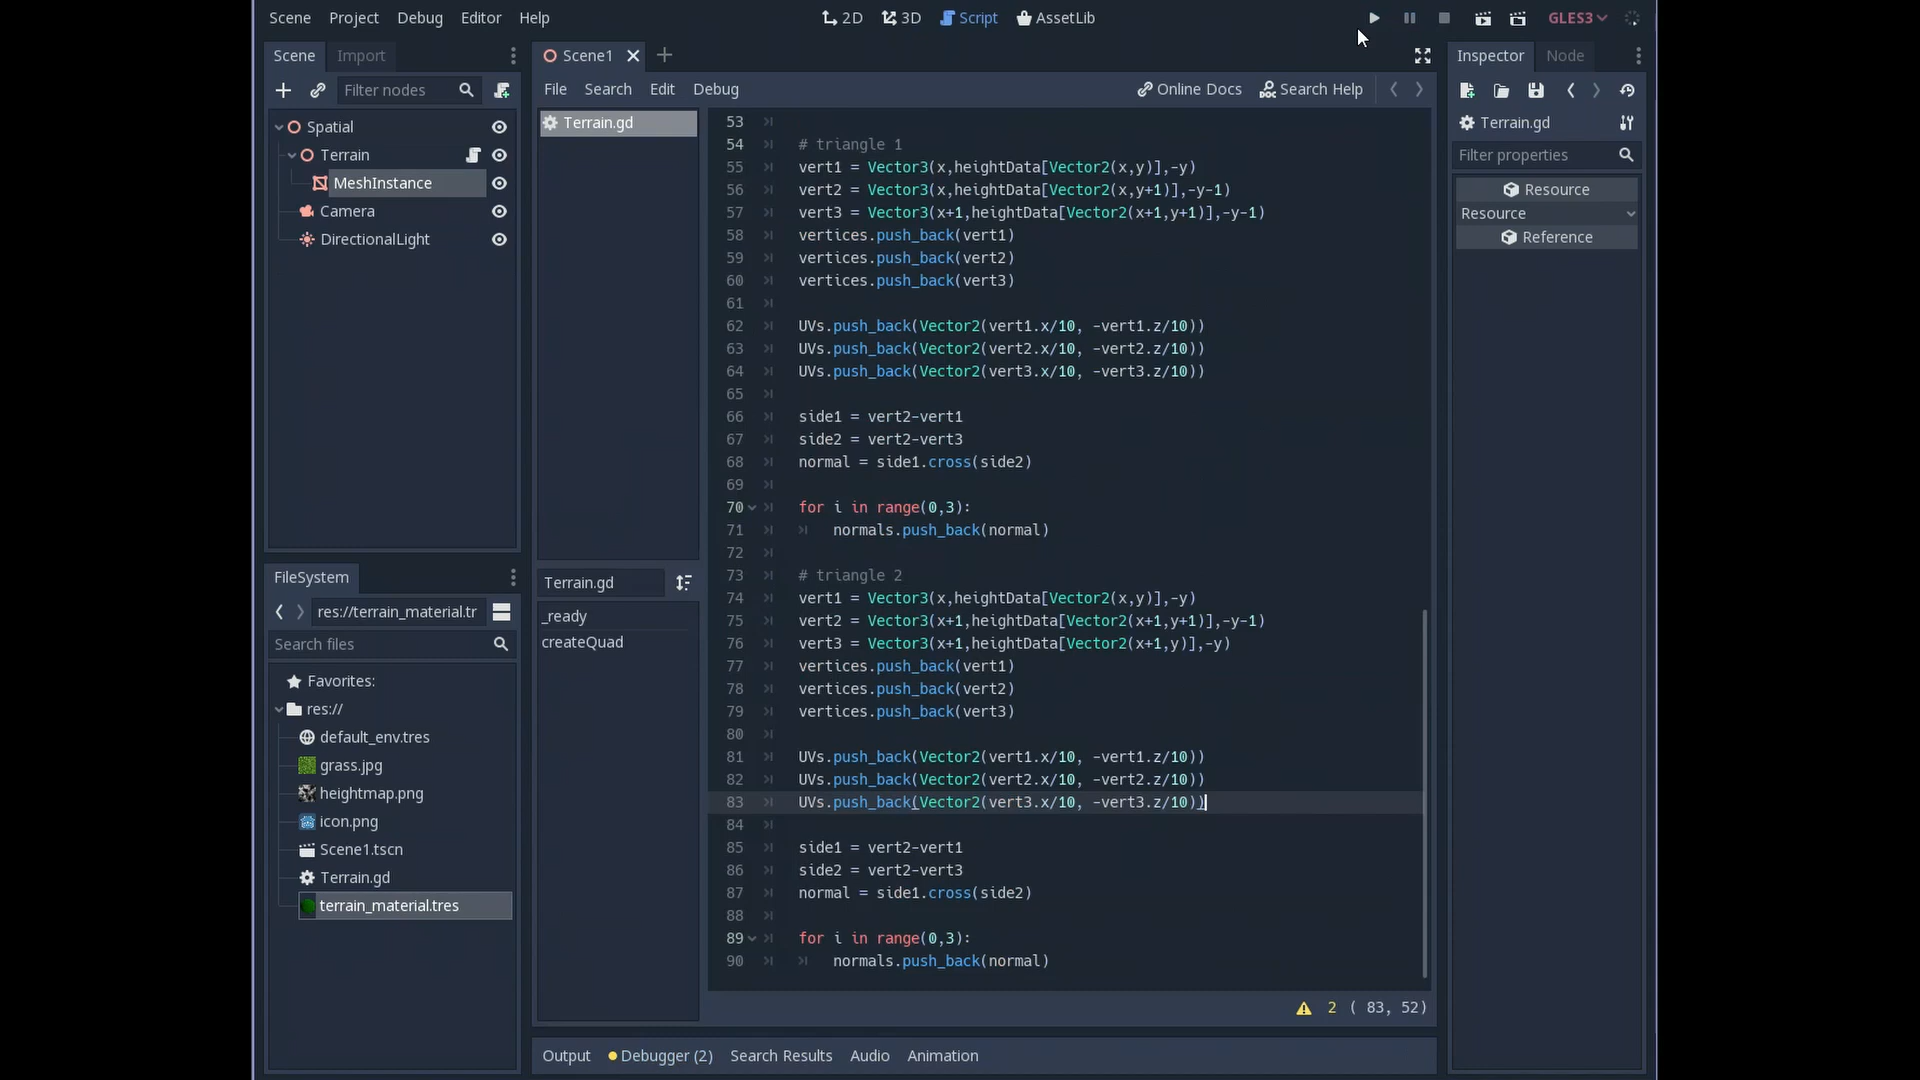 Scene Project Debug Editor Help
2D 3D Script AssetLib
GLES3
Scene Import
Filter nodes
Spatial
Terrain
MeshInstance
Camera
DirectionalLight
FileSystem
res://terrain_material.tr
Search files
Favorites:
res://
default_env.tres
grass.jpg
heightmap.png
icon.png
Scene1.tscn
Terrain.gd
terrain_material.tres
Scene1
File Search Edit Debug
Online Docs Search Help
Terrain.gd
Terrain.gd
_ready
createQuad
53
54 # triangle 1
55 vert1 = Vector3(x,heightData[Vector2(x,y)],-y)
56 vert2 = Vector3(x,heightData[Vector2(x,y+1)],-y-1)
57 vert3 = Vector3(x+1,heightData[Vector2(x+1,y+1)],-y-1)
58 vertices.push_back(vert1)
59 vertices.push_back(vert2)
60 vertices.push_back(vert3)
61
62 UVs.push_back(Vector2(vert1.x/10, -vert1.z/10))
63 UVs.push_back(Vector2(vert2.x/10, -vert2.z/10))
64 UVs.push_back(Vector2(vert3.x/10, -vert3.z/10))
65
66 side1 = vert2-vert1
67 side2 = vert2-vert3
68 normal = side1.cross(side2)
69
70 for i in range(0,3):
71 normals.push_back(normal)
72
73 # triangle 2
74 vert1 = Vector3(x,heightData[Vector2(x,y)],-y)
75 vert2 = Vector3(x+1,heightData[Vector2(x+1,y+1)],-y-1)
76 vert3 = Vector3(x+1,heightData[Vector2(x+1,y)],-y)
77 vertices.push_back(vert1)
78 vertices.push_back(vert2)
79 vertices.push_back(vert3)
80
81 UVs.push_back(Vector2(vert1.x/10, -vert1.z/10))
82 UVs.push_back(Vector2(vert2.x/10, -vert2.z/10))
83 UVs.push_back(Vector2(vert3.x/10, -vert3.z/10))
84
85 side1 = vert2-vert1
86 side2 = vert2-vert3
87 normal = side1.cross(side2)
88
89 for i in range(0,3):
90 normals.push_back(normal)
2 ( 83, 52)
Output Debugger (2) Search Results Audio Animation
Inspector Node
Terrain.gd
Filter properties
Resource
Resource
Reference